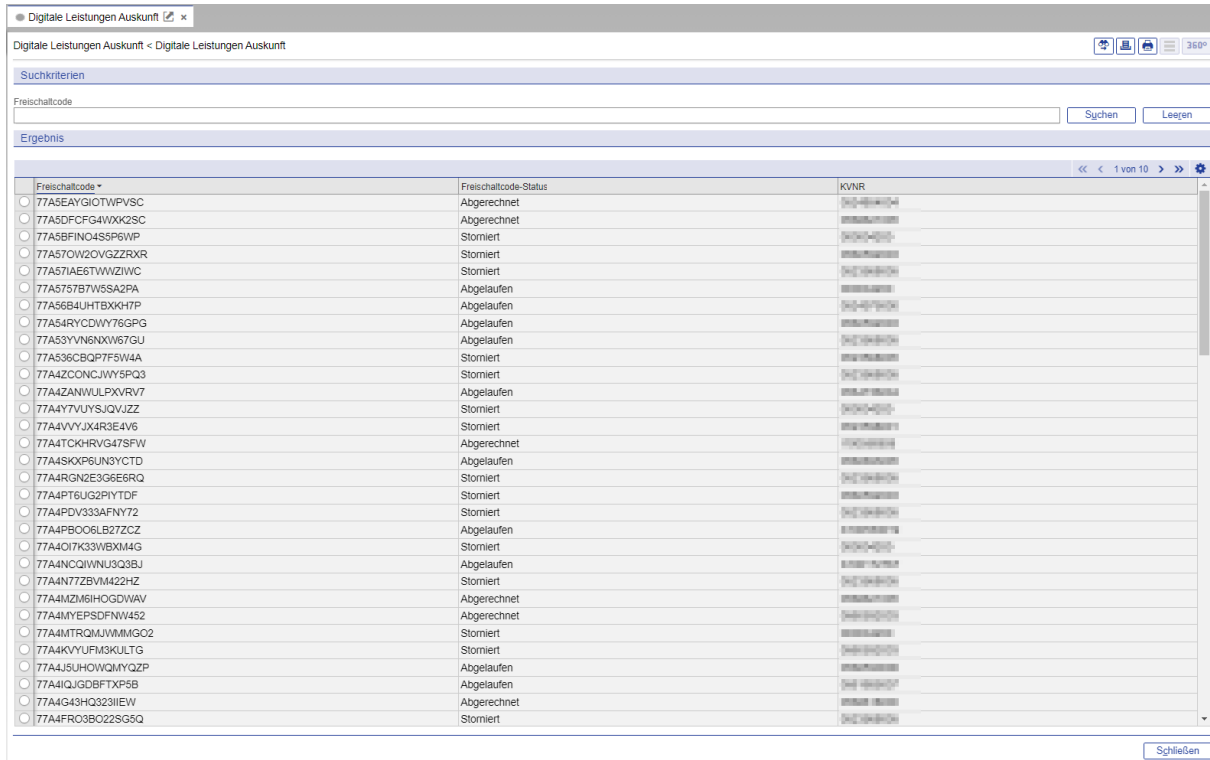 Digitale Leistungen Auskunft ×
Digitale Leistungen Auskunft < Digitale Leistungen Auskunft 360°
Suchkriterien
Freischaltcode
Suchen Leeren
Ergebnis
« < 1 von 10 > »
Freischaltcode Freischaltcode-Status KVNR
77A5EAYGIOTWPVSC Abgerechnet
77A5DFCFG4WXK2SC Abgerechnet
77A5BFINO4S5P6WP Storniert
77A57OW2OVGZZRXR Storniert
77A57IAE6TWWZIWC Storniert
77A5757B7W5SA2PA Abgelaufen
77A56B4UHTBXKH7P Abgelaufen
77A54RYCDWY76GPG Abgelaufen
77A53YVN6NXW67GU Abgelaufen
77A536CBQP7F5W4A Storniert
77A4ZCONCJWY5PQ3 Storniert
77A4ZANWULPXVRV7 Abgelaufen
77A4Y7VUYSJQVJZZ Storniert
77A4VVYJX4R3E4V6 Storniert
77A4TCKHRVG47SFW Abgerechnet
77A4SKXP6UN3YCTD Abgelaufen
77A4RGN2E3G6E6RQ Storniert
77A4PT6UG2PIYTDF Storniert
77A4PDV333AFNY72 Storniert
77A4PBOO6LB27ZCZ Abgelaufen
77A4OI7K33WBXM4G Storniert
77A4NCQIWNU3Q3BJ Abgelaufen
77A4N77ZBVM422HZ Storniert
77A4MZM6IHOGDWAV Abgerechnet
77A4MYEPSDFNW452 Abgerechnet
77A4MTRQMJWMMGO2 Storniert
77A4KVYUFM3KULTG Storniert
77A4J5UHOWQMYQZP Abgelaufen
77A4IQJGDBFTXP5B Abgelaufen
77A4G43HQ323IIEW Abgerechnet
77A4FRO3BO22SG5Q Storniert
Schließen